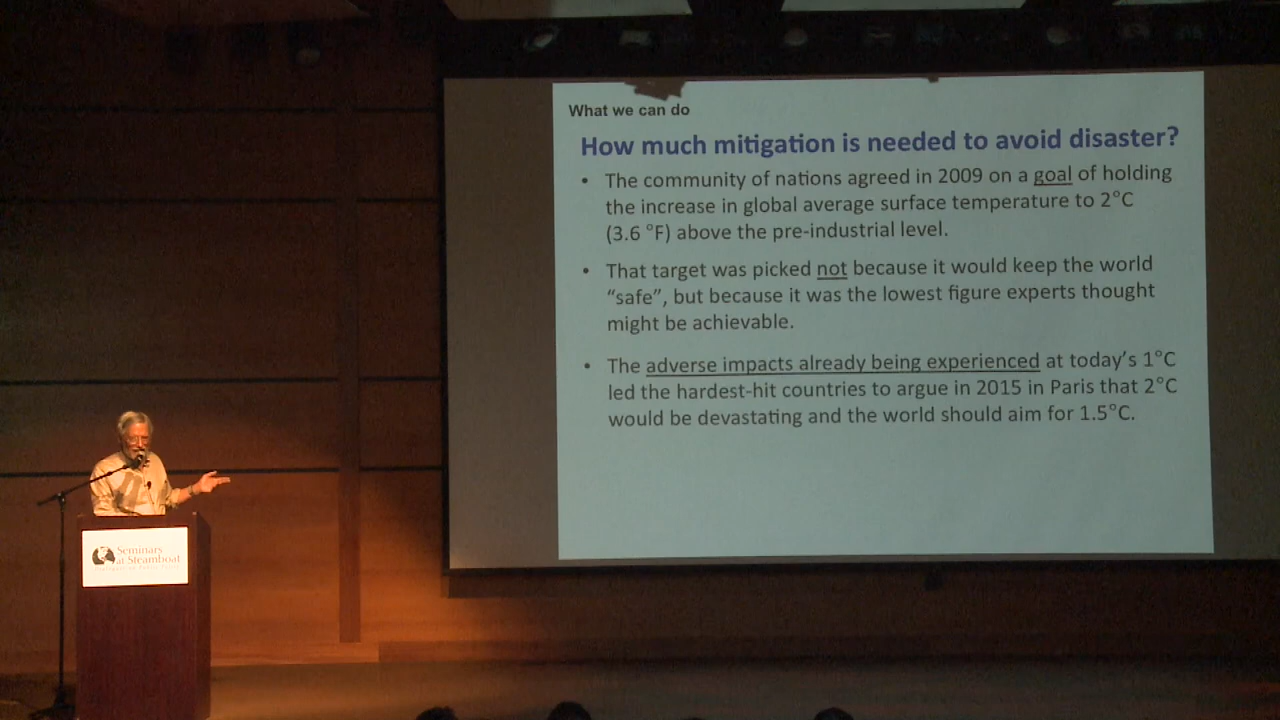 What we can do
How much mitigation is needed to avoid disaster?
• The community of nations agreed in 2009 on a goal of holding
the increase in global average surface temperature to 2°C
(3.6 °F) above the pre-industrial level.
• That target was picked not because it would keep the world
“safe”, but because it was the lowest figure experts thought
might be achievable.
• The adverse impacts already being experienced at today’s 1°C
led the hardest-hit countries to argue in 2015 in Paris that 2°C
would be devastating and the world should aim for 1.5°C.
Seminars
at Steamboat